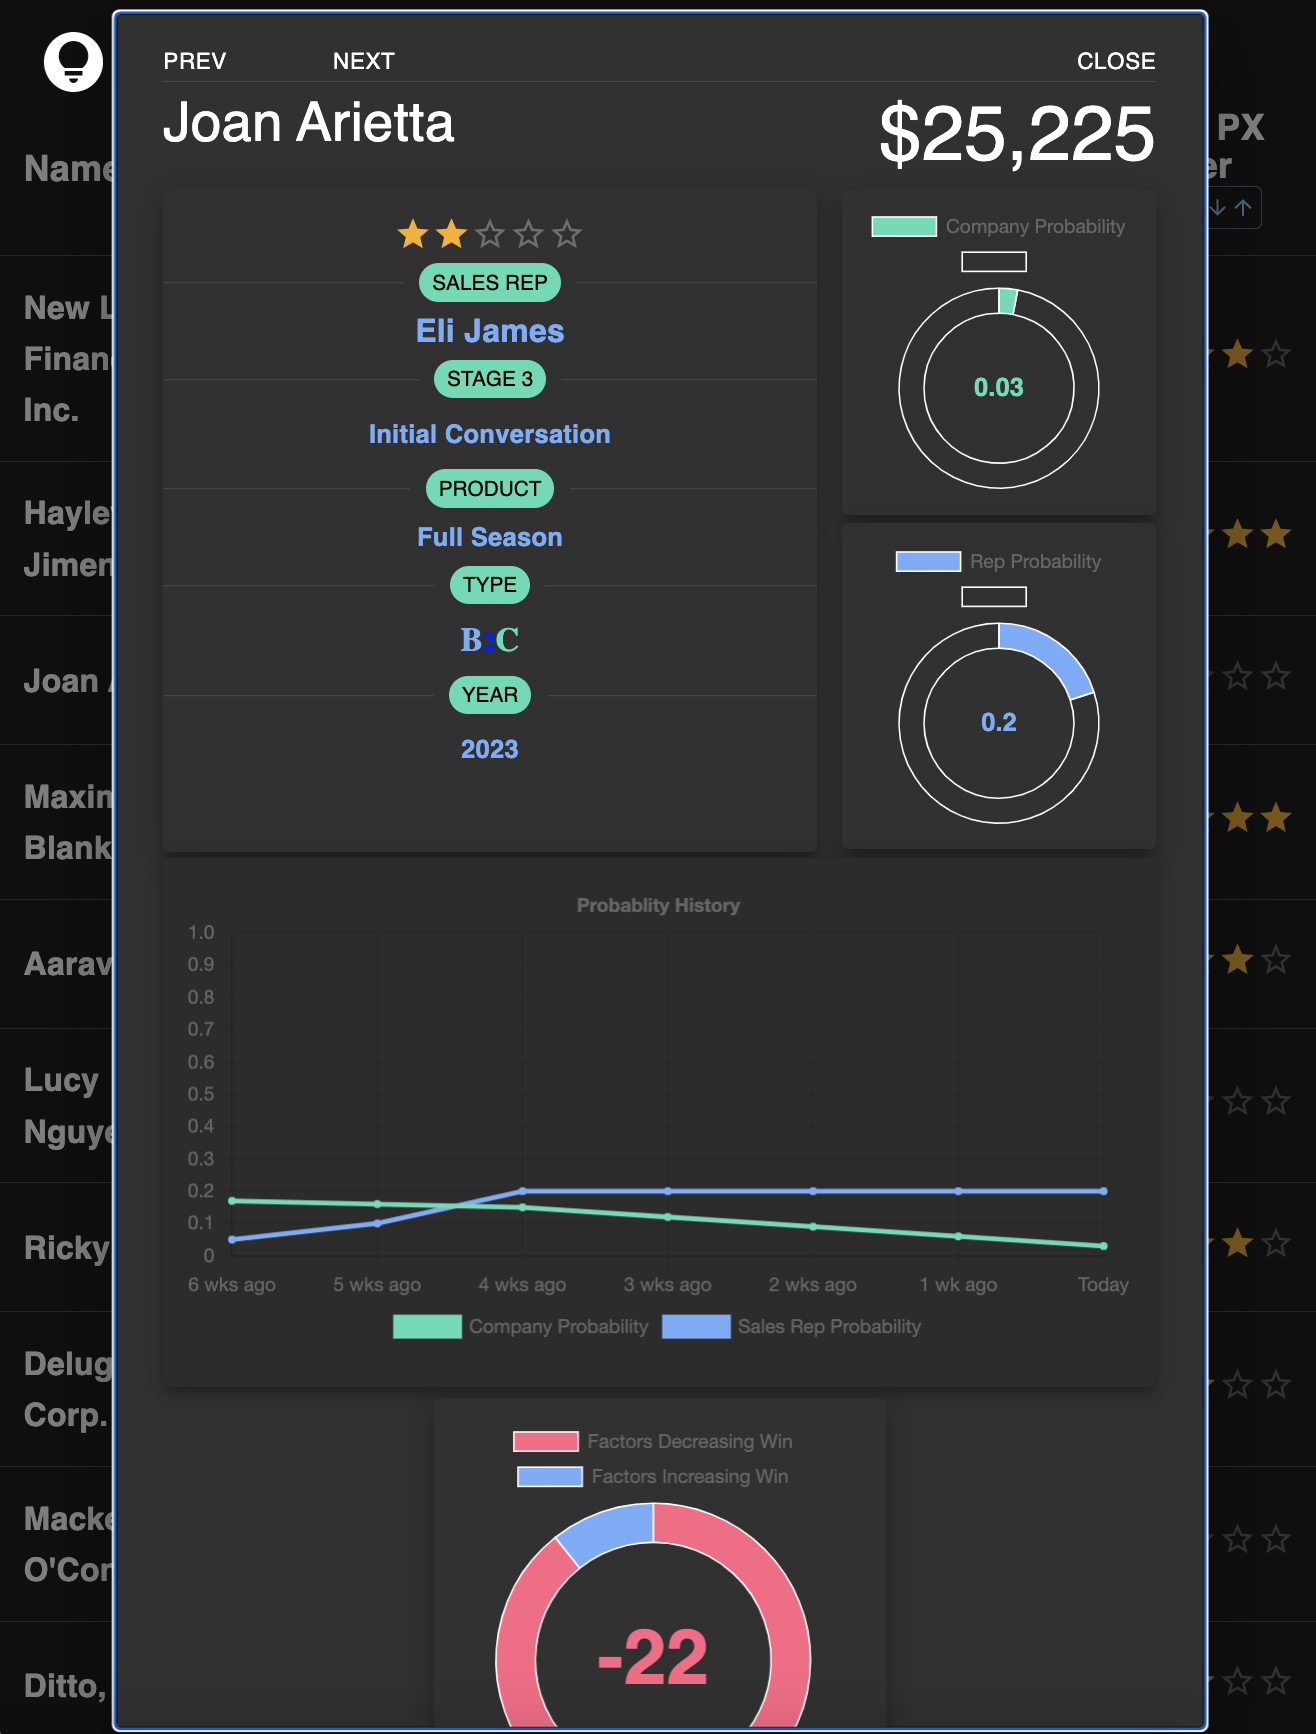 PREV NEXT CLOSE
Joan Arietta $25,225
PX
Name er
SALES REP
Eli James
STAGE 3
Initial Conversation
PRODUCT
Full Season
TYPE
B2C
YEAR
2023
Company Probability
0.03
Rep Probability
0.2
New L
Finan
Inc.
Hayle
Jimen
Joan
Maxim
Blank
Aarav
Lucy
Nguye
Ricky
Delug
Corp.
Macke
O'Con
Ditto,
Probablity History
1.0
0.9
0.8
0.7
0.6
0.5
0.4
0.3
0.2
0.1
0
6 wks ago 5 wks ago 4 wks ago 3 wks ago 2 wks ago 1 wk ago Today
Company Probability Sales Rep Probability
Factors Decreasing Win
Factors Increasing Win
-22